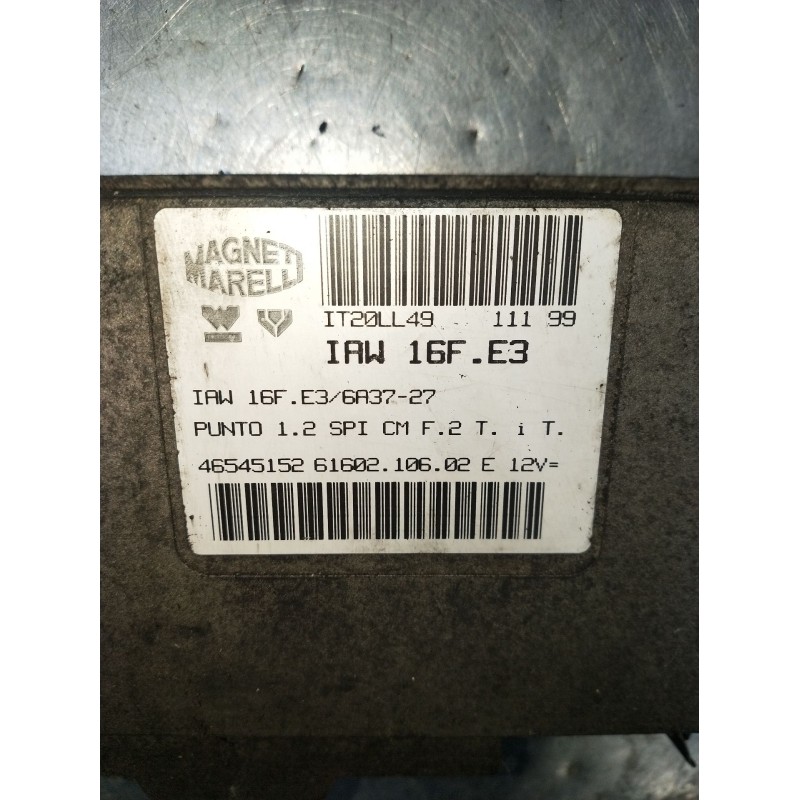 MAGNETI
MARELLI
IT20LL49 111 99
IAW 16F.E3
IAW 16F.E3/6A37-27
PUNTO 1.2 SPI CM F.2 T. i T.
46545152 61602.106.02 E 12V=